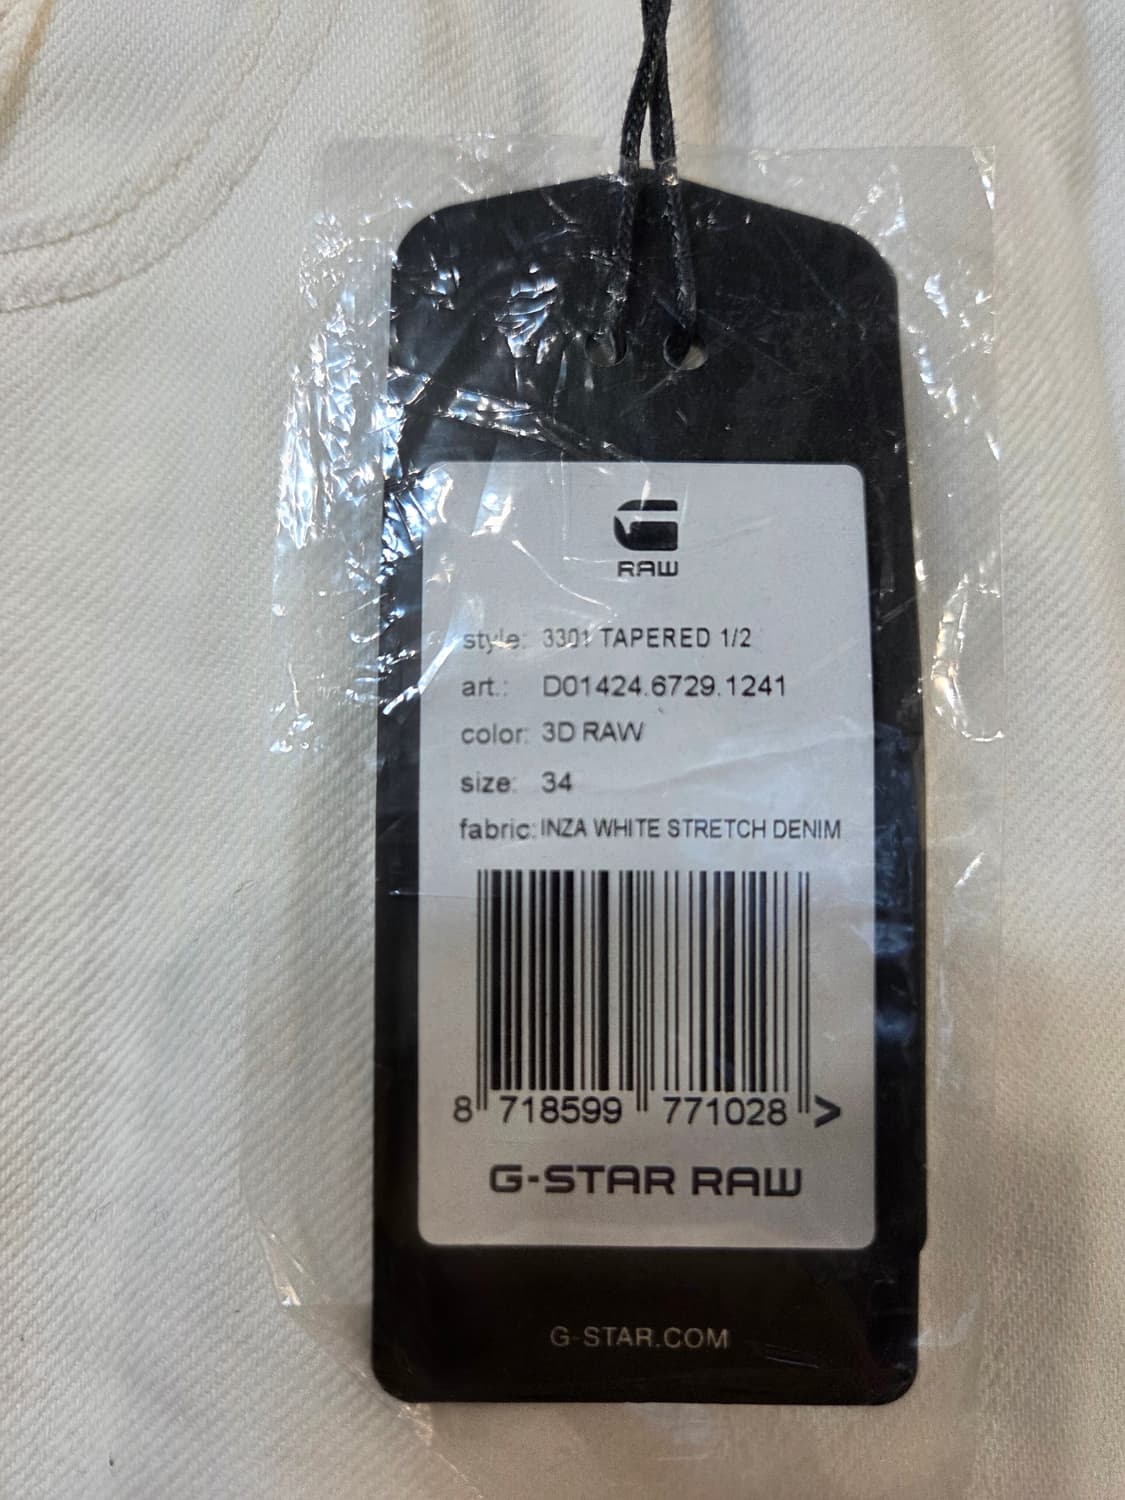 RAW
style: 3301 TAPERED 1/2
art.: D01424.6729.1241
color: 3D RAW
size: 34
fabric: INZA WHITE STRETCH DENIM
8 718599 771028 >
G-STAR RAW
G-STAR.COM